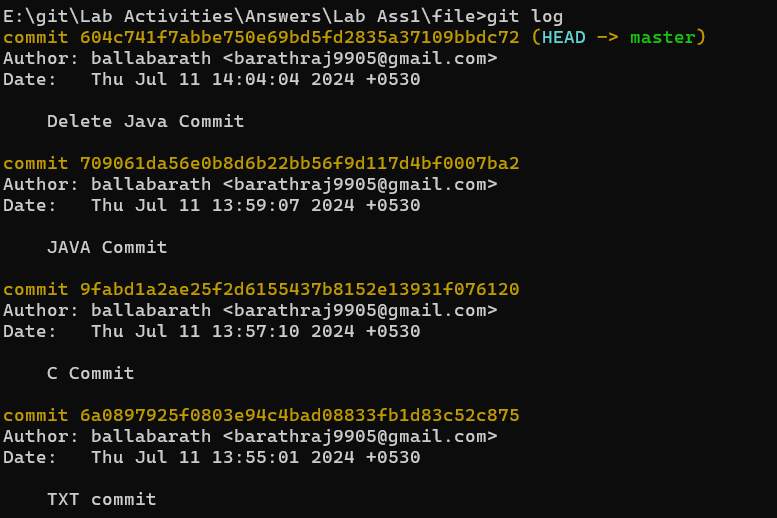 E:\git\Lab Activities\Answers\Lab Ass1\file>git log
commit 604c741f7abbe750e69bd5fd2835a37109bbdc72 (HEAD -> master)
Author: ballabarath <barathraj9905@gmail.com>
Date:   Thu Jul 11 14:04:04 2024 +0530
    Delete Java Commit
commit 709061da56e0b8d6b22bb56f9d117d4bf0007ba2
Author: ballabarath <barathraj9905@gmail.com>
Date:   Thu Jul 11 13:59:07 2024 +0530
    JAVA Commit
commit 9fabd1a2ae25f2d6155437b8152e13931f076120
Author: ballabarath <barathraj9905@gmail.com>
Date:   Thu Jul 11 13:57:10 2024 +0530
    C Commit
commit 6a0897925f0803e94c4bad08833fb1d83c52c875
Author: ballabarath <barathraj9905@gmail.com>
Date:   Thu Jul 11 13:55:01 2024 +0530
    TXT commit